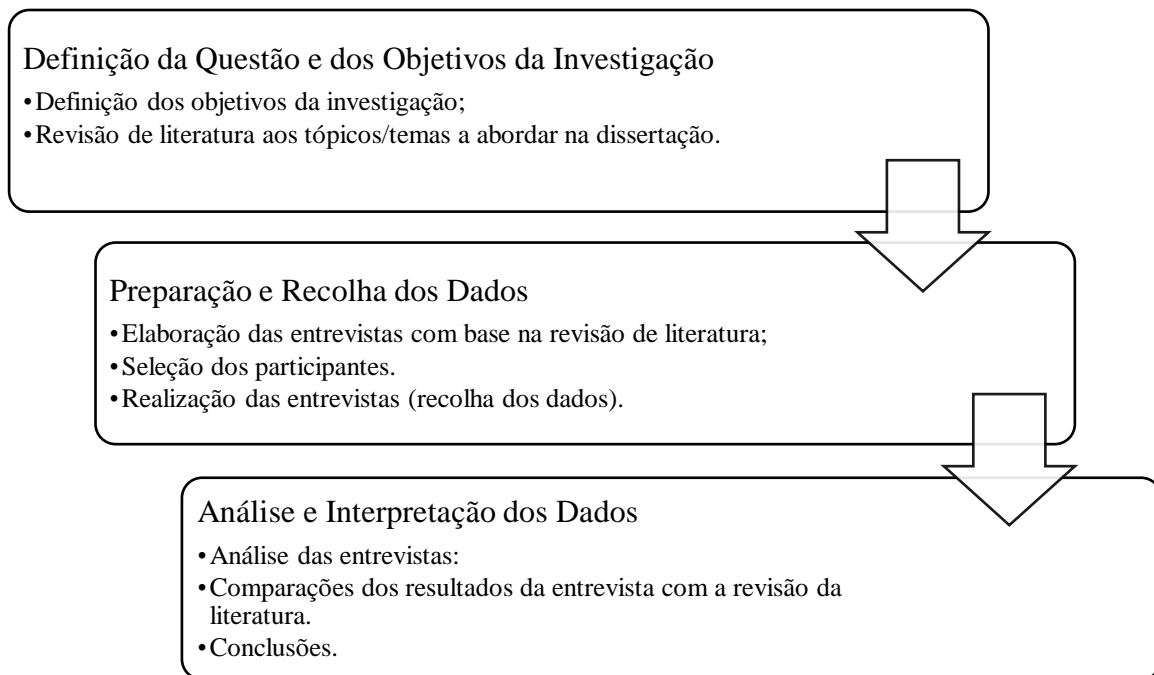 Definição da Questão e dos Objetivos da Investigação
•Definição dos objetivos da investigação;
•Revisão de literatura aos tópicos/temas a abordar na dissertação.
Preparação e Recolha dos Dados
•Elaboração das entrevistas com base na revisão de literatura;
•Seleção dos participantes.
•Realização das entrevistas (recolha dos dados).
Análise e Interpretação dos Dados
•Análise das entrevistas:
•Comparações dos resultados da entrevista com a revisão da
literatura.
•Conclusões.